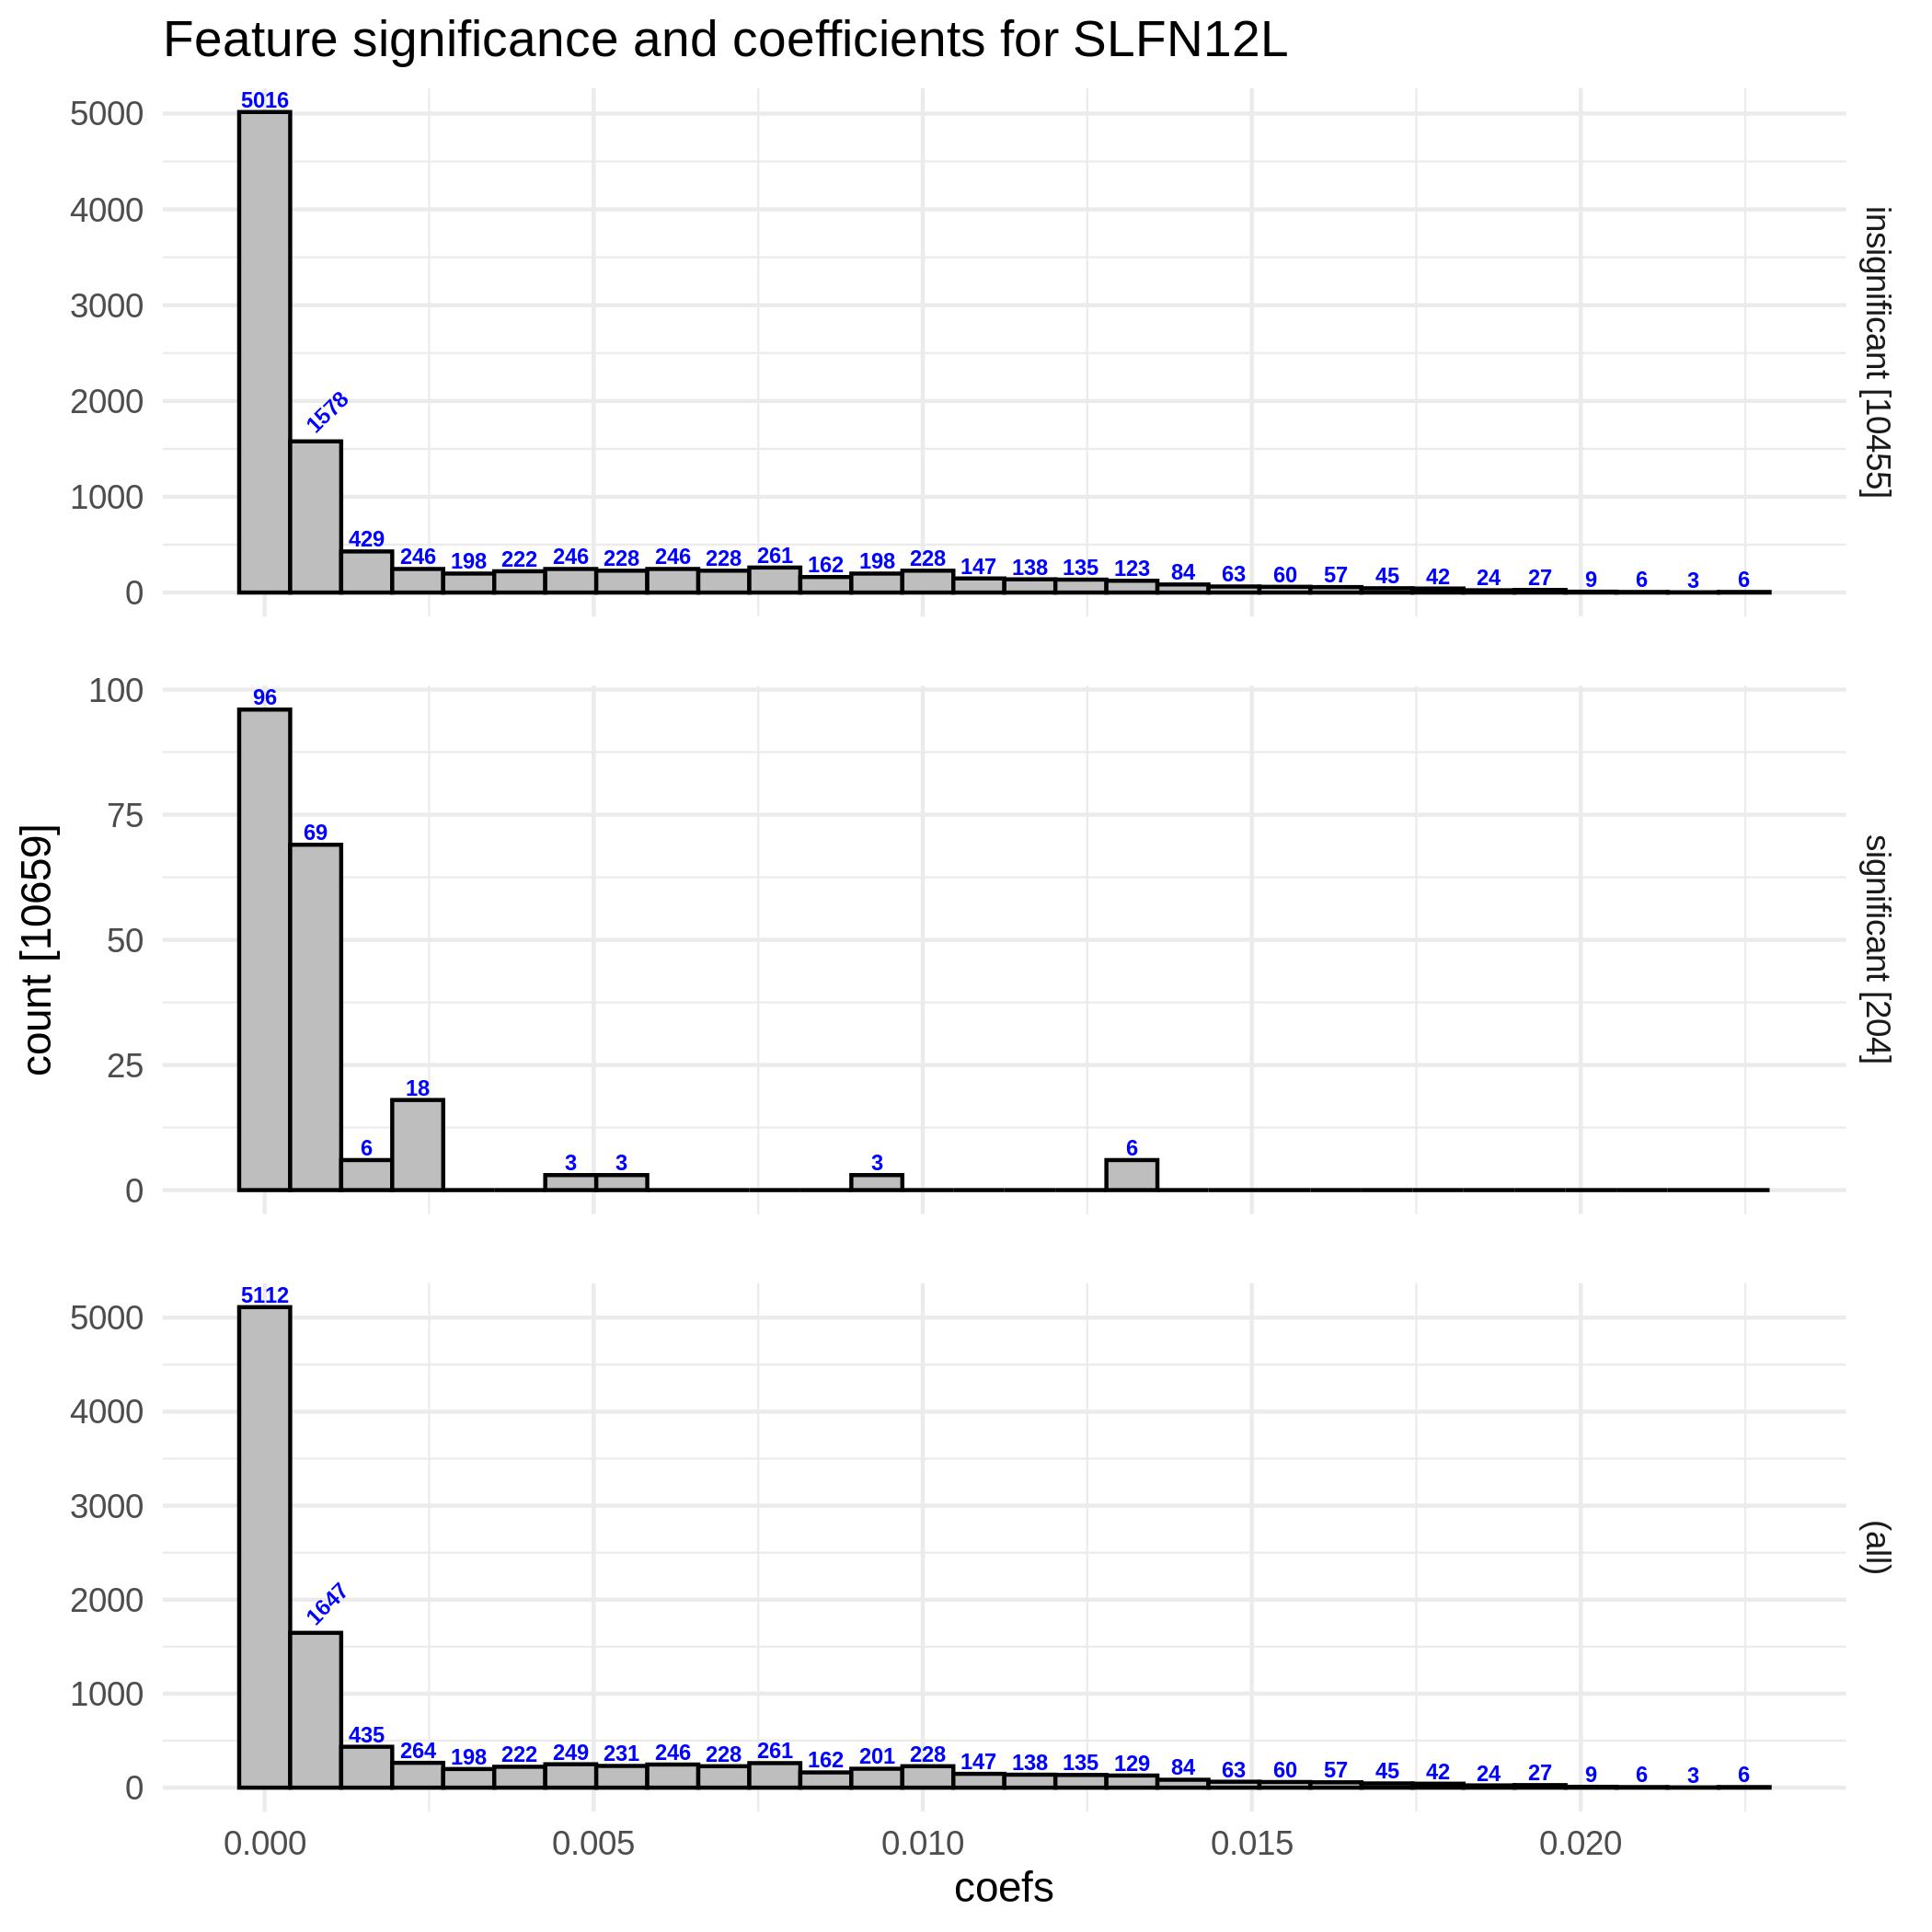 Feature significance and coefficients for SLFN12L
5016
5000
4000
3000
2000
1000
0
1578
429 246 198 222 246 228 246 228 261 162 198 228 147 138 135 123 84 63 60 57 45 42 24 27 9 6 3 6
insignificant [10455]
count [10659]
100
75
50
25
0
96
69
6 18 3 3 3 6
significant [204]
5112
5000
4000
3000
2000
1000
0
1647
435 264 198 222 249 231 246 228 261 162 201 228 147 138 135 129 84 63 60 57 45 42 24 27 9 6 3 6
(all)
0.000 0.005 0.010 0.015 0.020
coefs